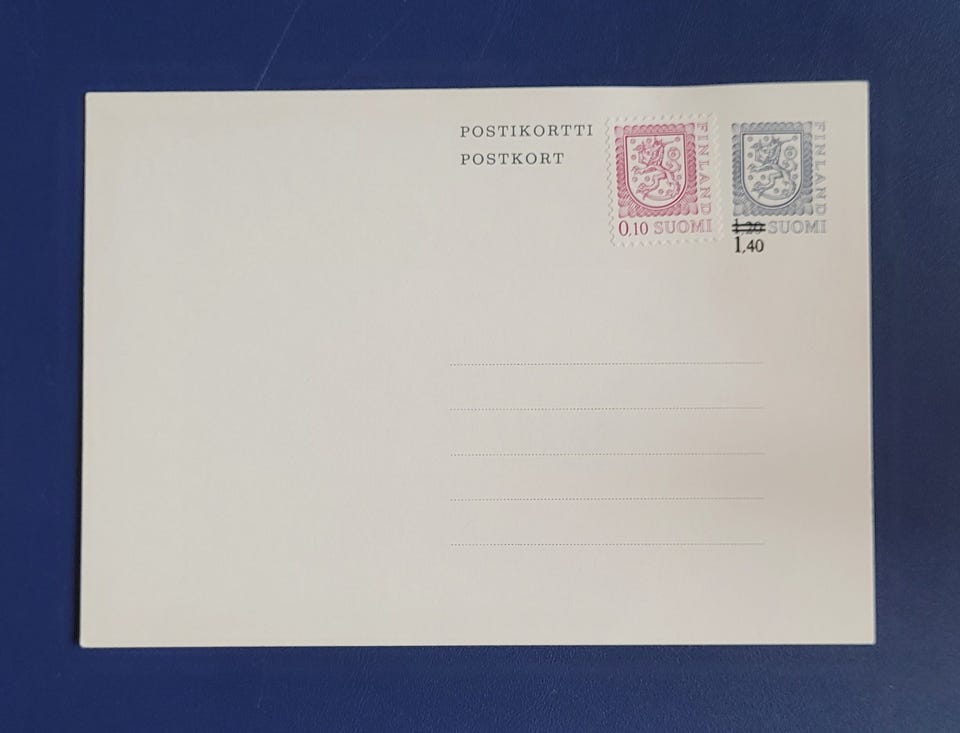 POSTIKORTTI
POSTKORT
FINLAND
0,10 SUOMI
FINLAND
1,20 SUOMI
1,40